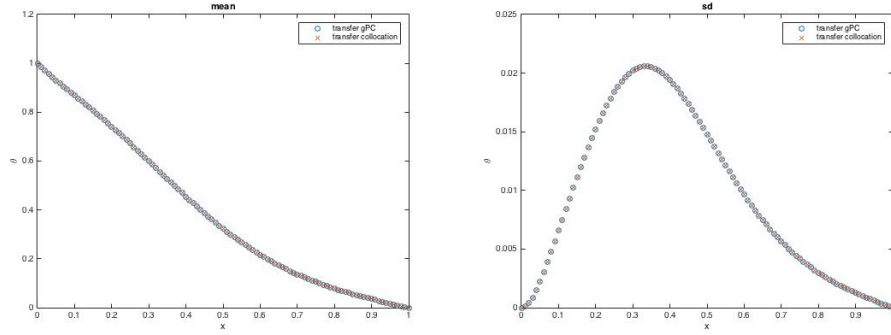 mean
1.2
1
0.8
0.6
0.4
0.2
0
θ
0 0.1 0.2 0.3 0.4 0.5 0.6 0.7 0.8 0.9 1
x
transfer gPC
transfer collocation
sd
0.025
0.02
0.015
0.01
0.005
0
θ
0 0.1 0.2 0.3 0.4 0.5 0.6 0.7 0.8 0.9
x
transfer gPC
transfer collocation